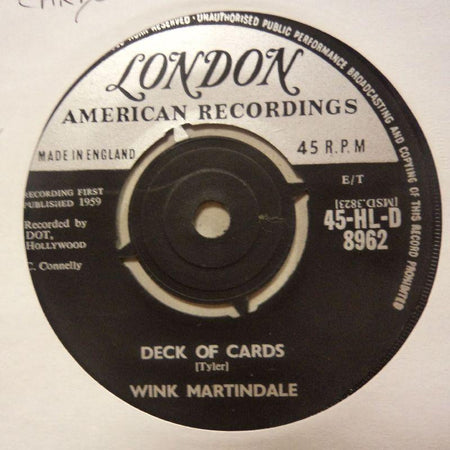 RESERVED · UNAUTHORISED PUBLIC PERFORMANCE BROADCASTING AND COPYING OF THIS RECORD PROHIBITED
LONDON
AMERICAN RECORDINGS
MADE IN ENGLAND
45 R.P.M
E/T
RECORDING FIRST
PUBLISHED 1959
[MSD.3823]
45-HL-D
8962
Recorded by
DOT,
HOLLYWOOD
C. Connelly
DECK OF CARDS
[Tyler]
WINK MARTINDALE